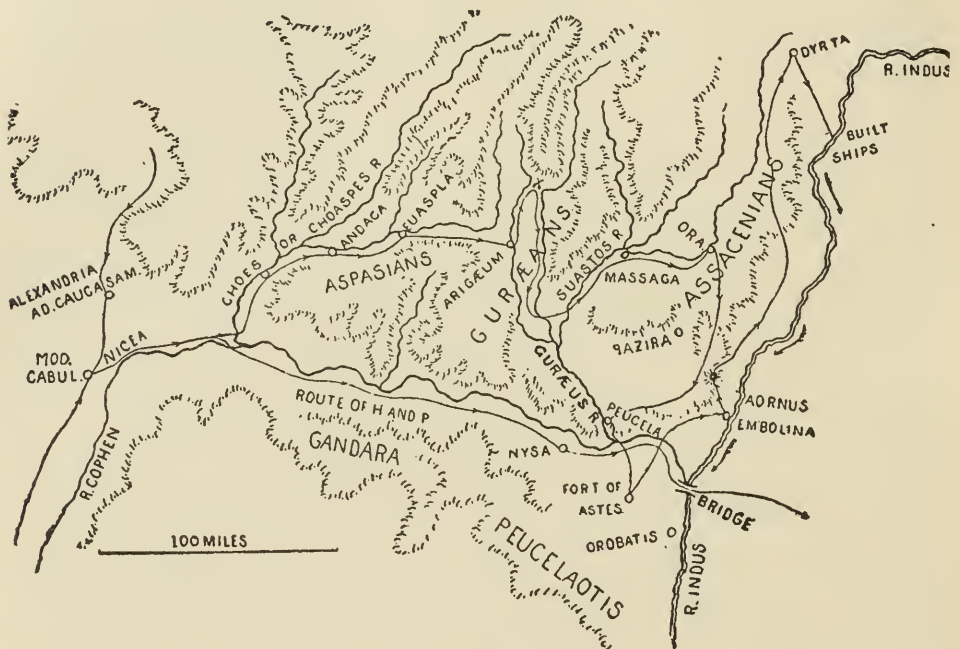 DYRTA
R. INDUS
BUILT
SHIPS
CHOES OR CHOASPES R
ANDACA
EUASPLA
ASPASIANS
ARIGÆUM
GURÆANS
SUASTOS R
MASSAGA
ORA
ASSACENIAN
ALEXANDRIA
AD. CAUCASAM.
MOD.
CABUL.
NICEA
R. COPHEN
BAZIRA
GURÆUS R
PEUCELA
AORNUS
EMBOLINA
ROUTE OF H AND P
GANDARA
NYSA
FORT OF
ASTES
BRIDGE
100 MILES
PEUCELAOTIS
OROBATIS
R. INDUS